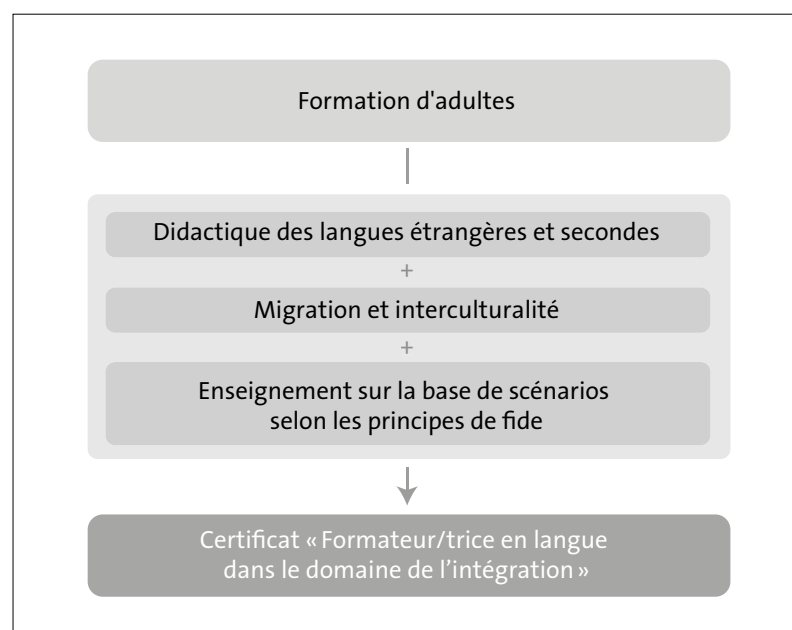 Formation d'adultes
Didactique des langues étrangères et secondes
+
Migration et interculturalité
+
Enseignement sur la base de scénarios
selon les principes de fide
Certificat « Formateur/trice en langue
dans le domaine de l’intégration »